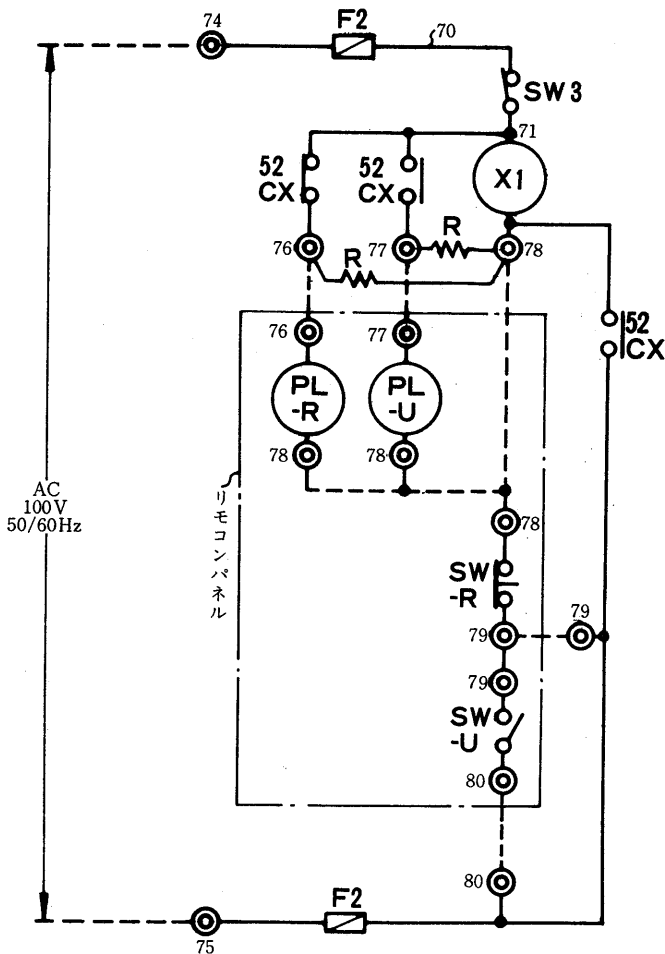 74
F2
70
SW3
71
X1
52
CX
52
CX
R
76
77
78
R
52
CX
76
77
PL
-R
PL
-U
78
78
AC
100V
50/60Hz
リモコンパネル
78
SW
-R
79
79
79
SW
-U
80
80
F2
75